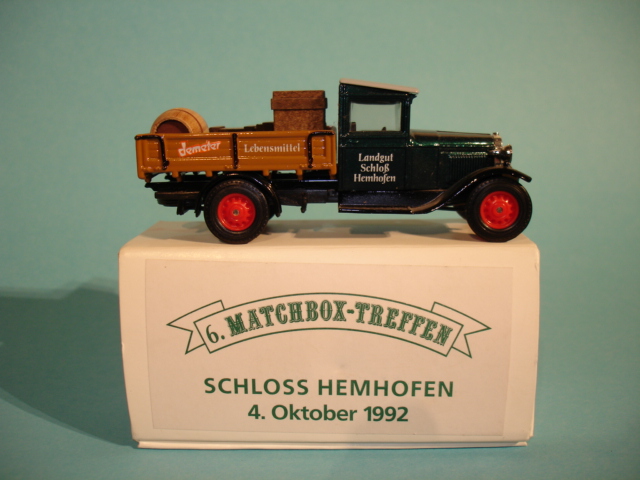 demeter
Lebensmittel
Landgut
Schloß
Hemhofen
6. MATCHBOX-TREFFEN
SCHLOSS HEMHOFEN
4. Oktober 1992